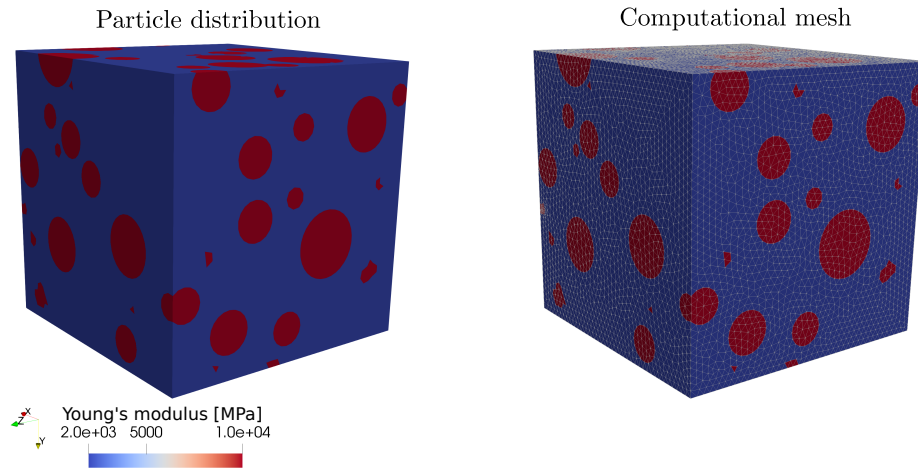 Particle distribution
Computational mesh
X
Z
Y
Young's modulus [MPa]
2.0e+03 5000 1.0e+04